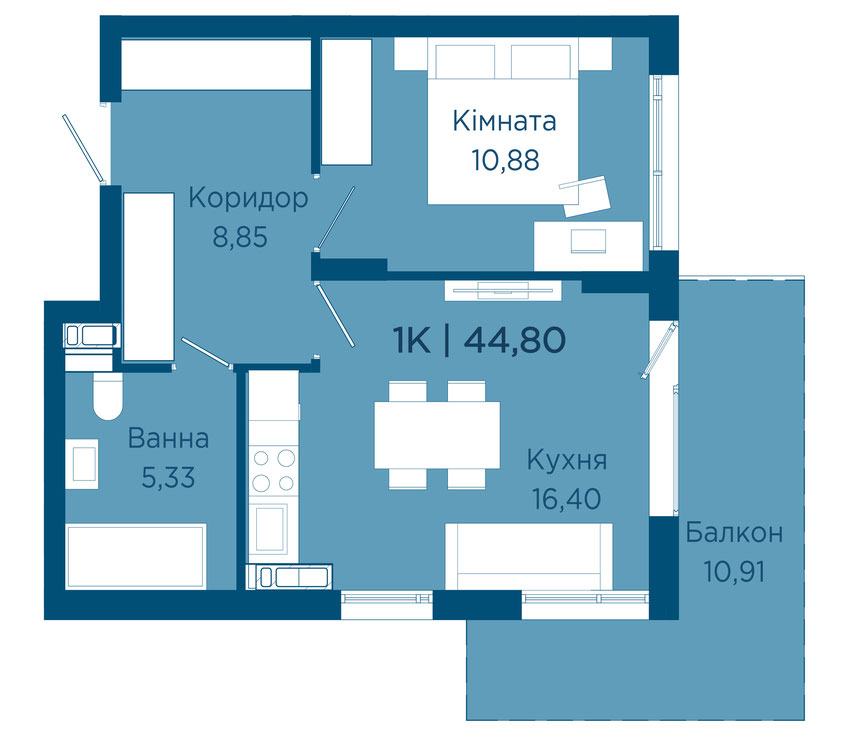 Кімната
10,88
Коридор
8,85
1К | 44,80
Ванна
5,33
Кухня
16,40
Балкон
10,91